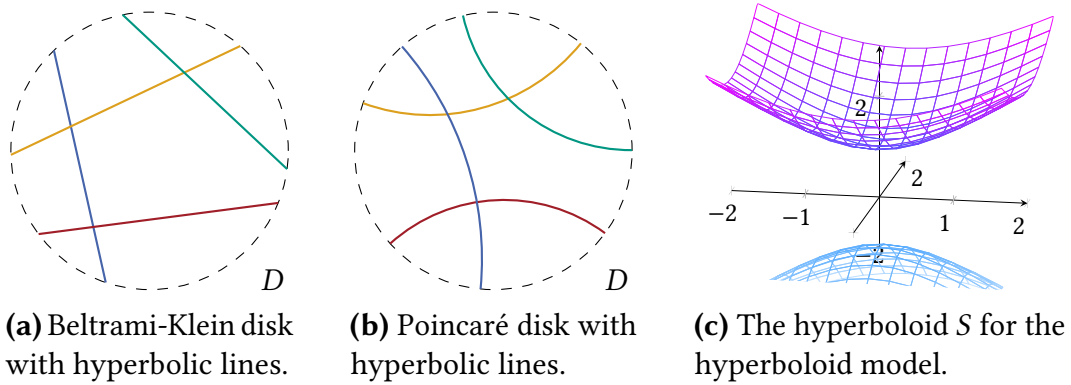 D
D
2
2
−2
−1
1
2
−2
(a) Beltrami-Klein disk
with hyperbolic lines.
(b) Poincaré disk with
hyperbolic lines.
(c) The hyperboloid S for the
hyperboloid model.